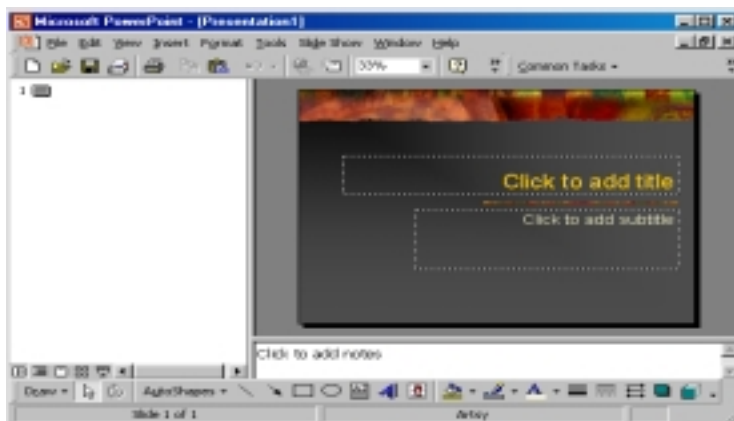 Microsoft PowerPoint - [Presentation1]
File Edit View Insert Format Tools Slide Show Window Help
33% Common Tasks
1
Click to add title
Click to add subtitle
Click to add notes
Draw AutoShapes
Slide 1 of 1 Artsy